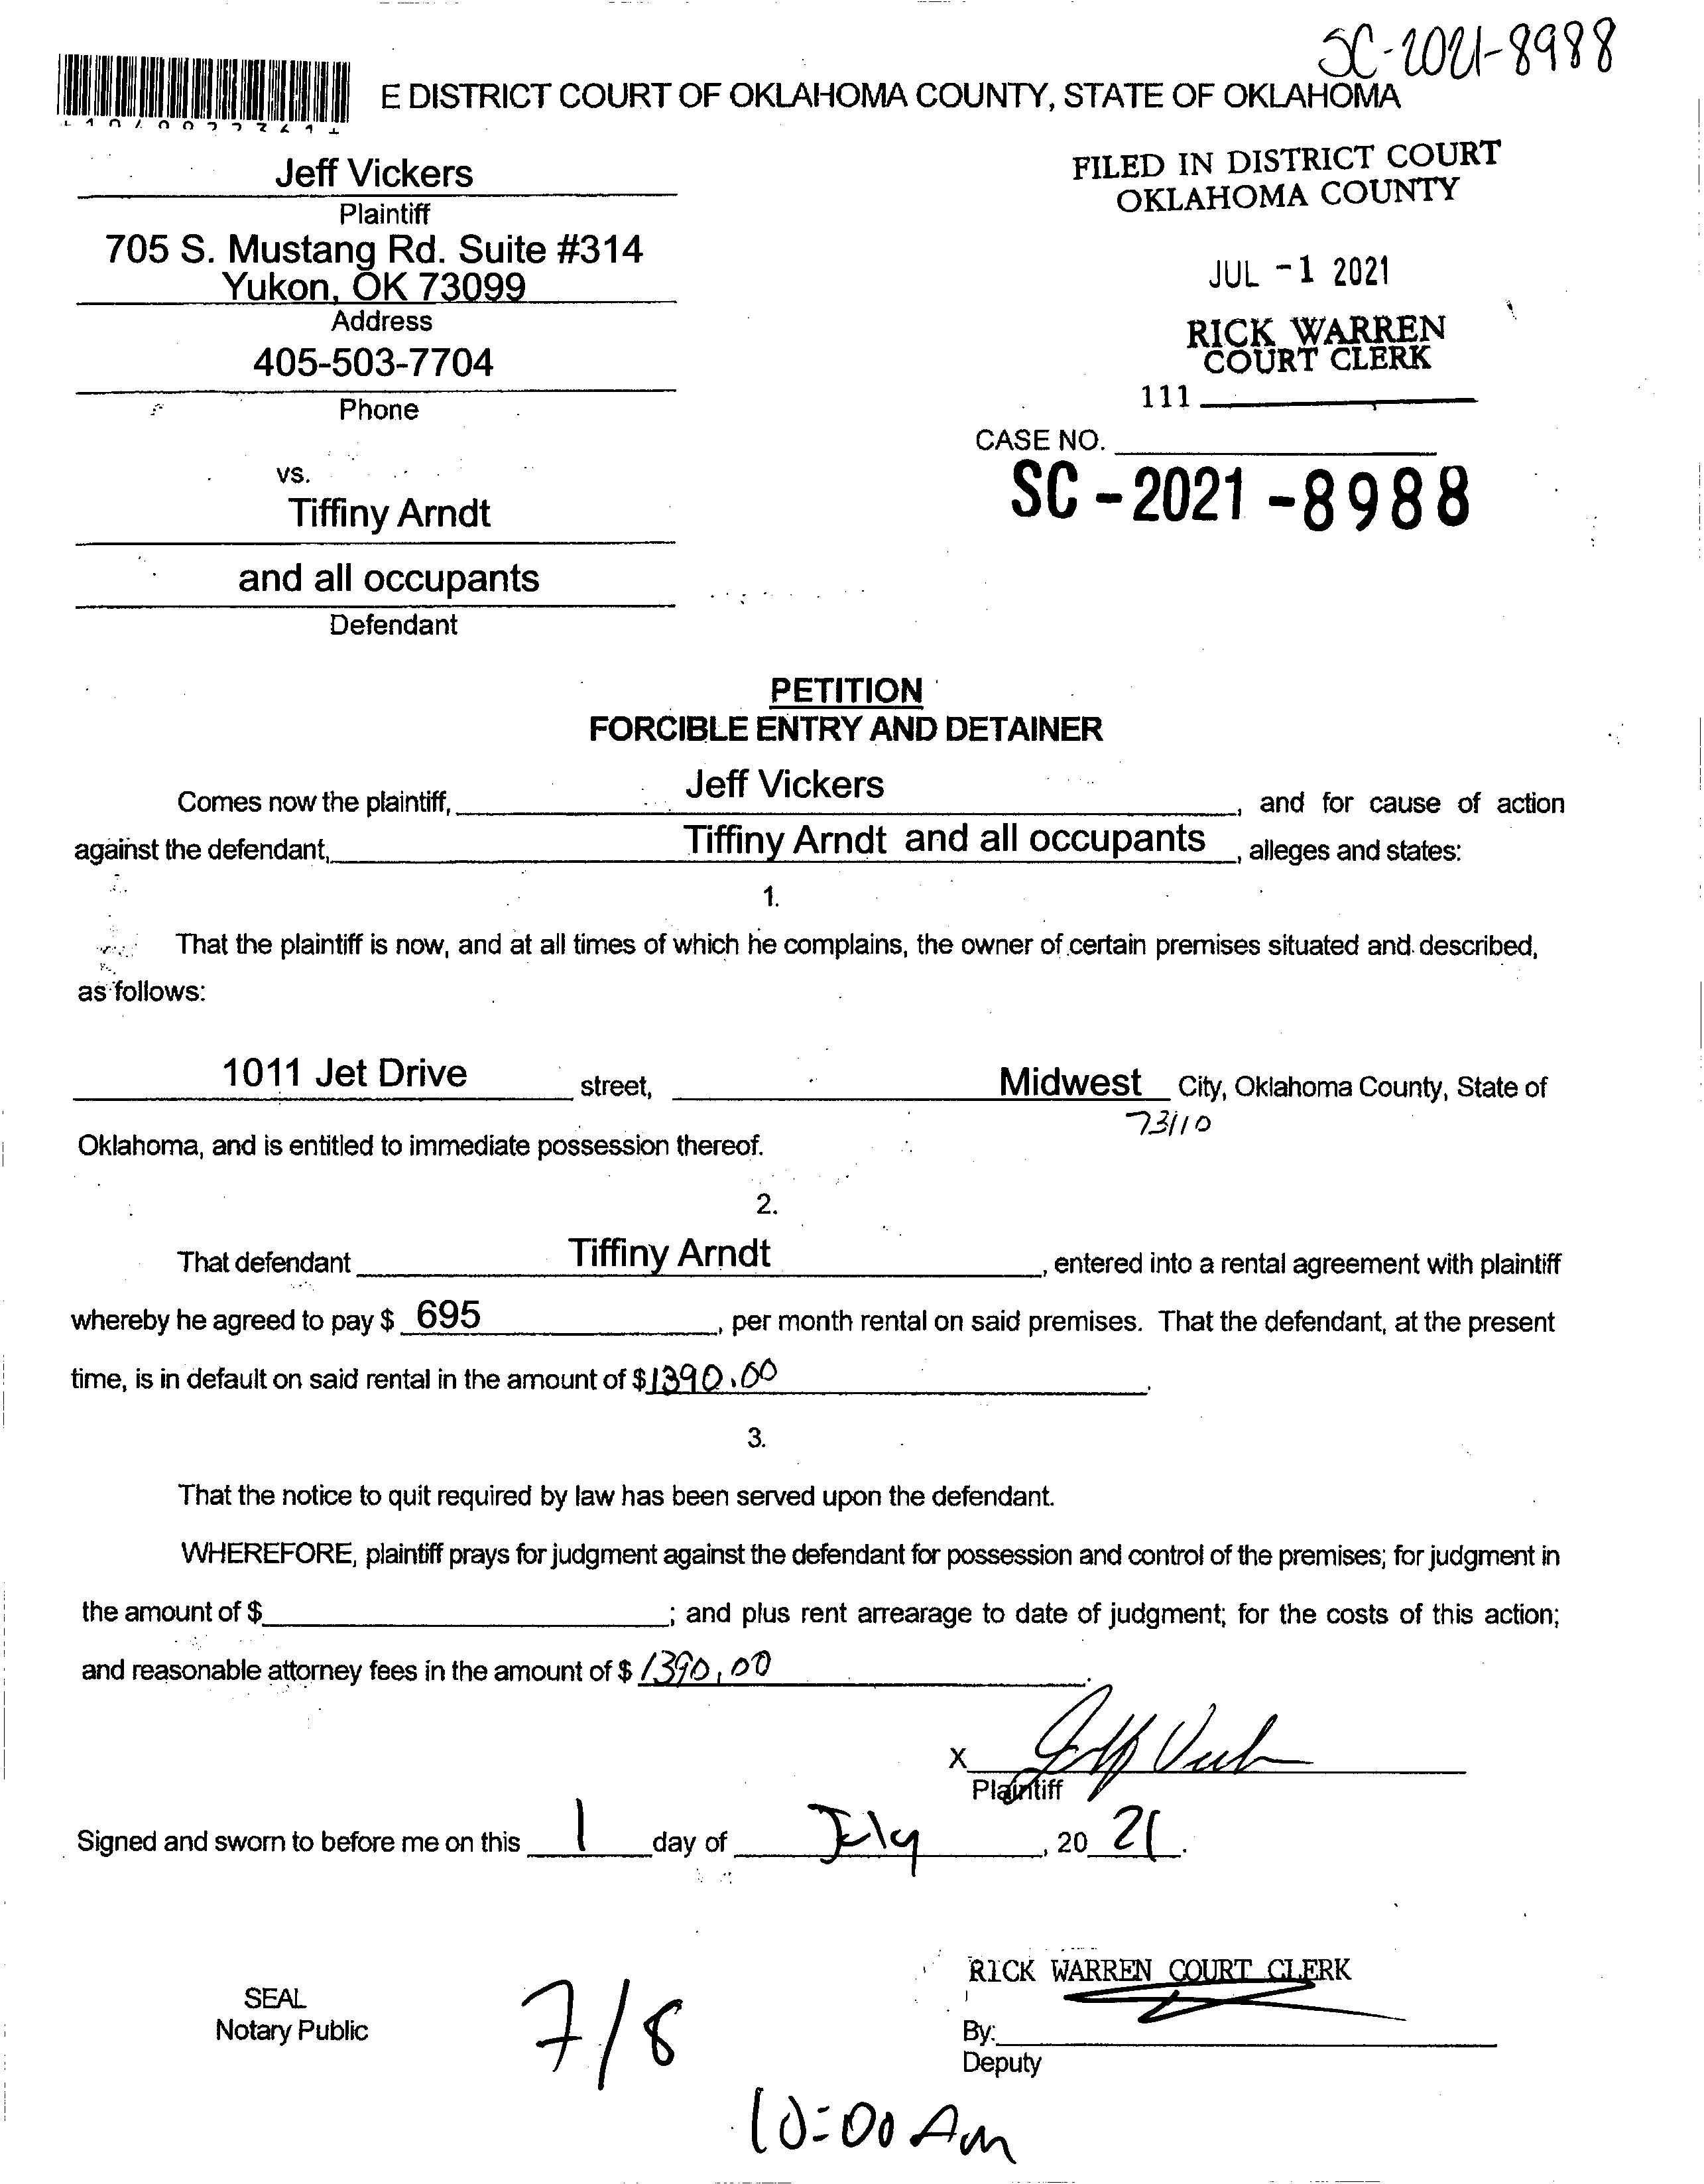 SC-2021-8988
E DISTRICT COURT OF OKLAHOMA COUNTY, STATE OF OKLAHOMA
Jeff Vickers
Plaintiff
705 S. Mustang Rd. Suite #314
Yukon, OK 73099
Address
405-503-7704
Phone
vs.
Tiffiny Arndt
and all occupants
Defendant
FILED IN DISTRICT COURT
OKLAHOMA COUNTY
JUL -1 2021
RICK WARREN
COURT CLERK
111
CASE NO.
SC-2021-8988
PETITION
FORCIBLE ENTRY AND DETAINER
Comes now the plaintiff, Jeff Vickers, and for cause of action
against the defendant, Tiffiny Arndt and all occupants, alleges and states:
1.
That the plaintiff is now, and at all times of which he complains, the owner of certain premises situated and described,
as follows:
1011 Jet Drive street, Midwest City, Oklahoma County, State of
73110
Oklahoma, and is entitled to immediate possession thereof.
2.
That defendant Tiffiny Arndt, entered into a rental agreement with plaintiff
whereby he agreed to pay $ 695, per month rental on said premises. That the defendant, at the present
time, is in default on said rental in the amount of $1390.00.
3.
That the notice to quit required by law has been served upon the defendant.
WHEREFORE, plaintiff prays for judgment against the defendant for possession and control of the premises; for judgment in
the amount of $; and plus rent arrearage to date of judgment; for the costs of this action;
and reasonable attorney fees in the amount of $ 1390.00.
X
Plaintiff
Signed and sworn to before me on this 1 day of July, 20 21.
SEAL
Notary Public
7/8
10:00 Am
RICK WARREN COURT CLERK
By:
Deputy